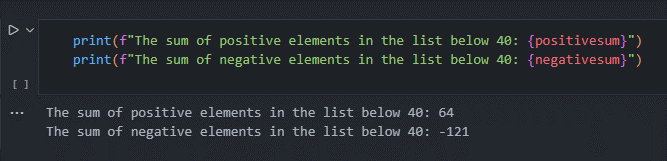 print(f"The sum of positive elements in the list below 40: {positivesum}")
print(f"The sum of negative elements in the list below 40: {negativesum}")
[ ]
... The sum of positive elements in the list below 40: 64
The sum of negative elements in the list below 40: -121